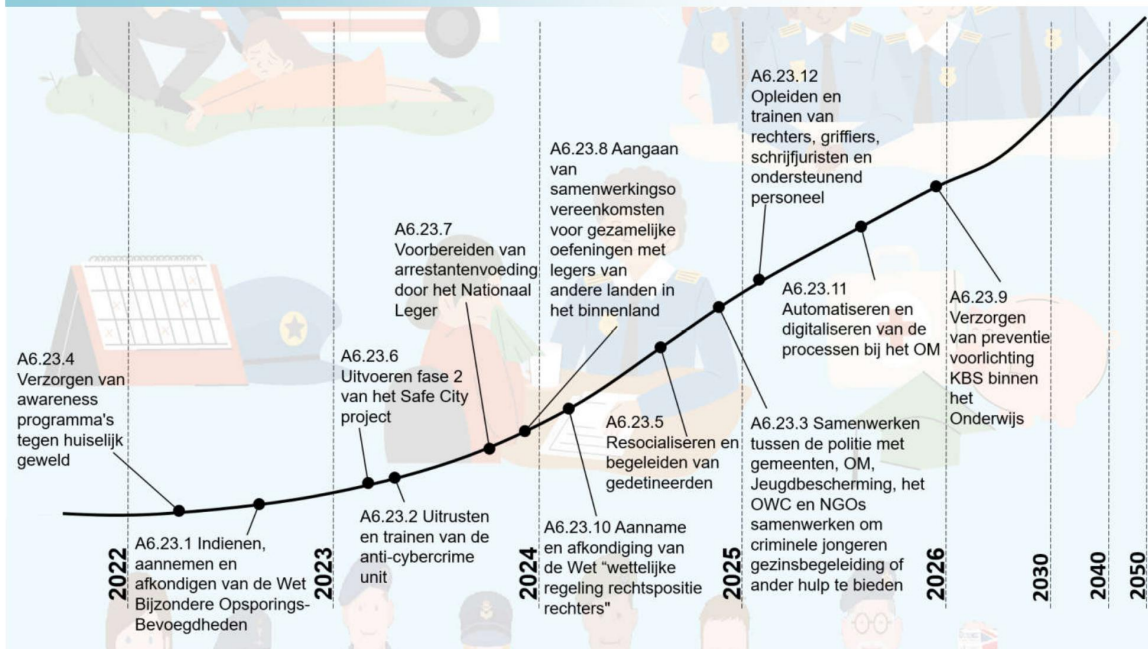 A6.23.4
Verzorgen van
awareness
programma's
tegen huiselijk
geweld
A6.23.1 Indienen,
aannemen en
afkondigen van de Wet
Bijzondere Opsporings-
Bevoegdheden
A6.23.6
Uitvoeren fase 2
van het Safe City
project
A6.23.2 Uitrusten
en trainen van de
anti-cybercrime
unit
A6.23.7
Voorbereiden van
arrestantenvoeding
door het Nationaal
Leger
A6.23.8 Aangaan
van
samenwerkingso
vereenkomsten
voor gezamelijke
oefeningen met
legers van
andere landen in
het binnenland
A6.23.10 Aanname
en afkondiging van
de Wet “wettelijke
regeling rechtspositie
rechters"
A6.23.5
Resocialiseren en
begeleiden van
gedetineerden
A6.23.3 Samenwerken
tussen de politie met
gemeenten, OM,
Jeugdbescherming, het
OWC en NGOs
samenwerken om
criminele jongeren
gezinsbegeleiding of
ander hulp te bieden
A6.23.12
Opleiden en
trainen van
rechters, griffiers,
schrijfjuristen en
ondersteunend
personeel
A6.23.11
Automatiseren en
digitaliseren van de
processen bij het OM
A6.23.9
Verzorgen
van preventie
voorlichting
KBS binnen
het
Onderwijs
2022
2023
2024
2025
2026
2030
2040
2050